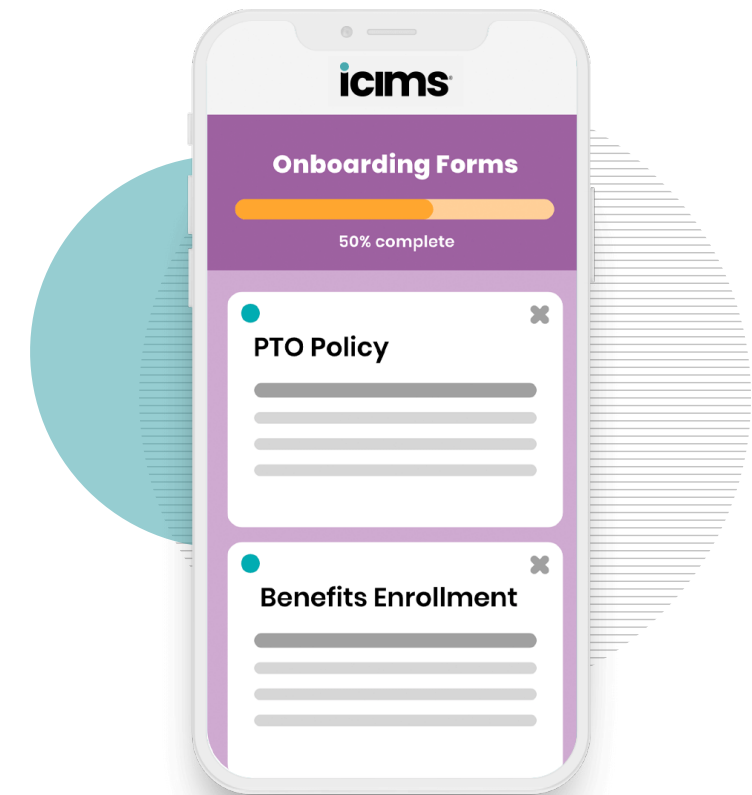 icims
Onboarding Forms
50% complete
PTO Policy
Benefits Enrollment